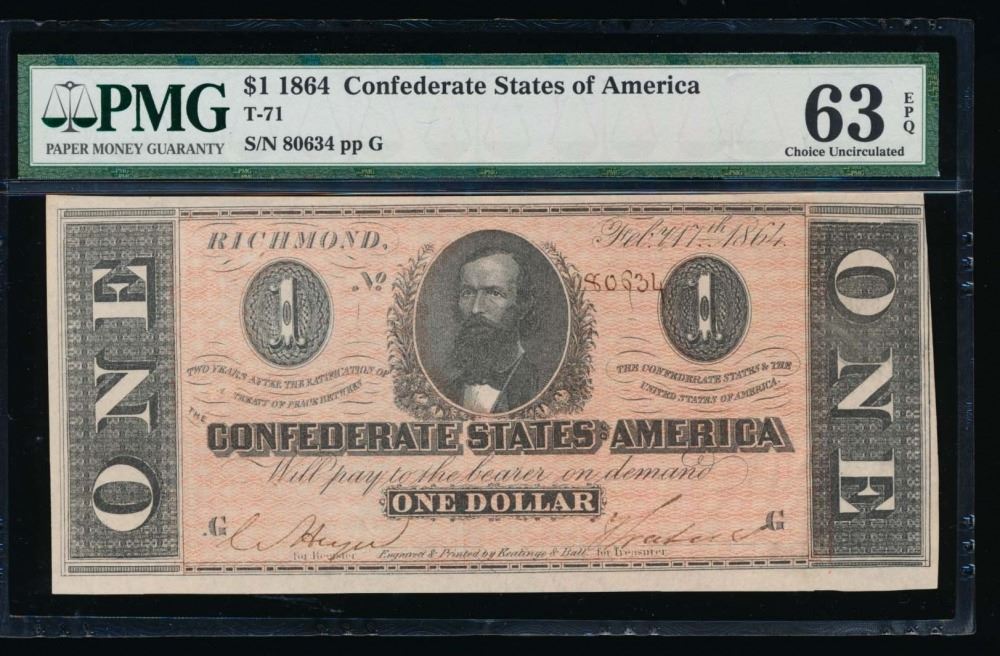 PMG
PAPER MONEY GUARANTY
$1 1864 Confederate States of America
T-71
S/N 80634 pp G
63 EPQ
Choice Uncirculated
RICHMOND,
Feb.y 17th 1864.
No 80634
1
1
ONE
ONE
TWO YEARS AFTER THE RATIFICATION OF
A TREATY OF PEACE BETWEEN
THE CONFEDERATE STATES & THE
UNITED STATES OF AMERICA.
THE
CONFEDERATE STATES OF AMERICA
Will pay to the bearer on demand
ONE DOLLAR
G
G
for Register
Engraved & Printed by Keatinge & Ball.
for Treasurer